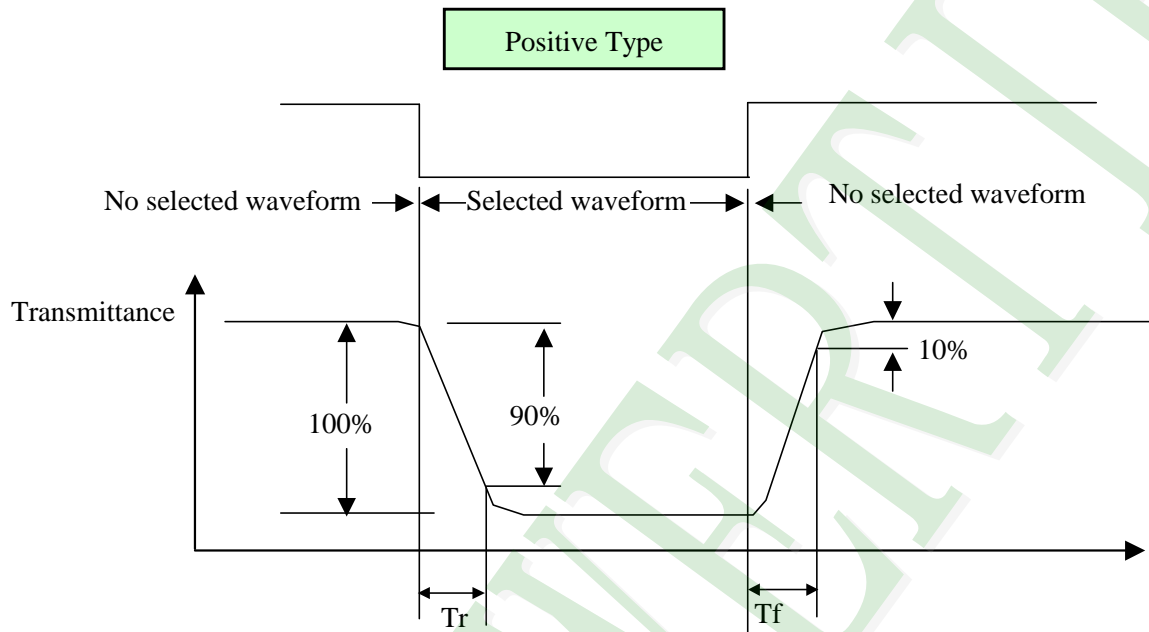 Positive Type
No selected waveform
Selected waveform
No selected waveform
Transmittance
100%
90%
10%
Tr
Tf